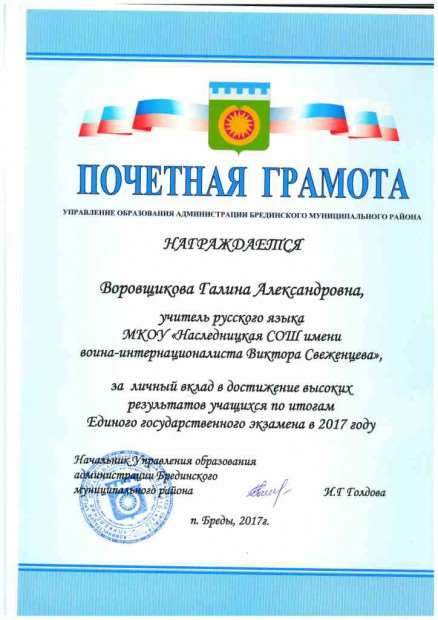 ПОЧЕТНАЯ ГРАМОТА
УПРАВЛЕНИЕ ОБРАЗОВАНИЯ АДМИНИСТРАЦИИ БРЕДИНСКОГО МУНИЦИПАЛЬНОГО РАЙОНА
НАГРАЖДАЕТСЯ
Воровщикова Галина Александровна,
учитель русского языка
МКОУ «Наследницкая СОШ имени
воина-интернационалиста Виктора Свеженцева»,
за личный вклад в достижение высоких
результатов учащихся по итогам
Единого государственного экзамена в 2017 году
Начальник Управления образования
администрации Брединского
муниципального района И.Г Голдова
п. Бреды, 2017г.